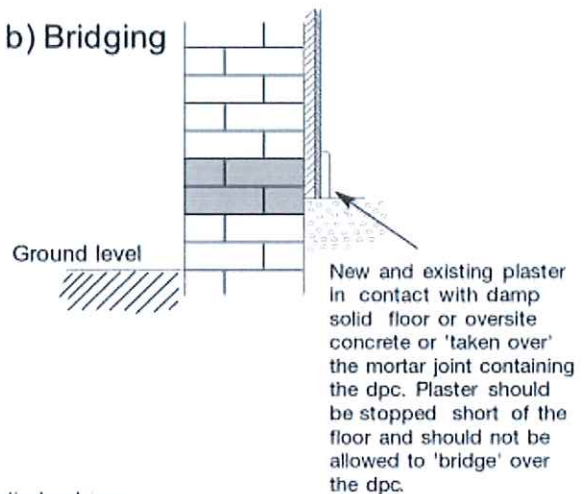 b) Bridging
Ground level
New and existing plaster
in contact with damp
solid floor or oversite
concrete or 'taken over'
the mortar joint containing
the dpc. Plaster should
be stopped short of the
floor and should not be
allowed to 'bridge' over
the dpc.